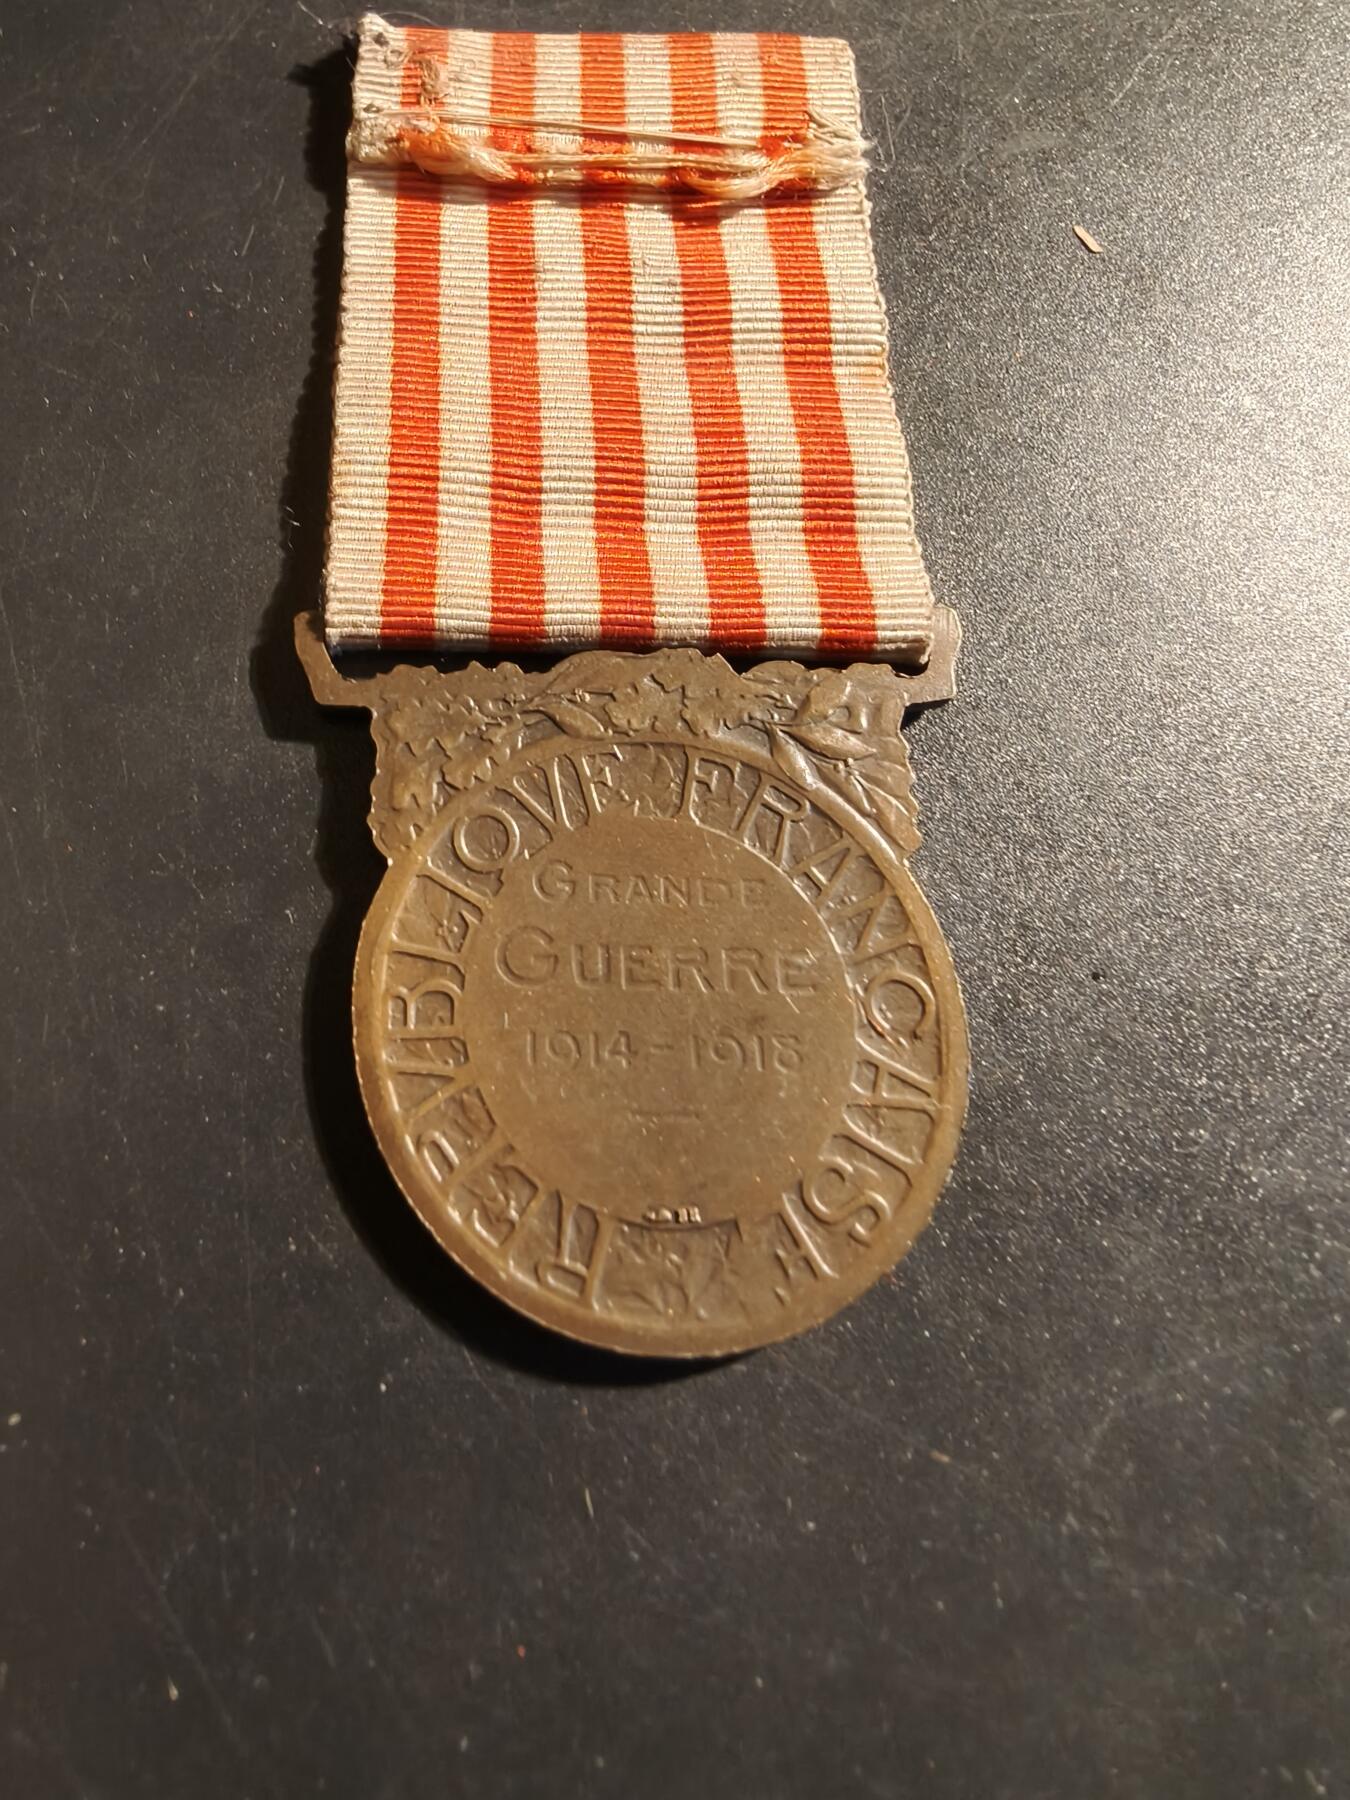 REPVBLIQVE FRANÇAISE
GRANDE
GUERRE
1914-1918